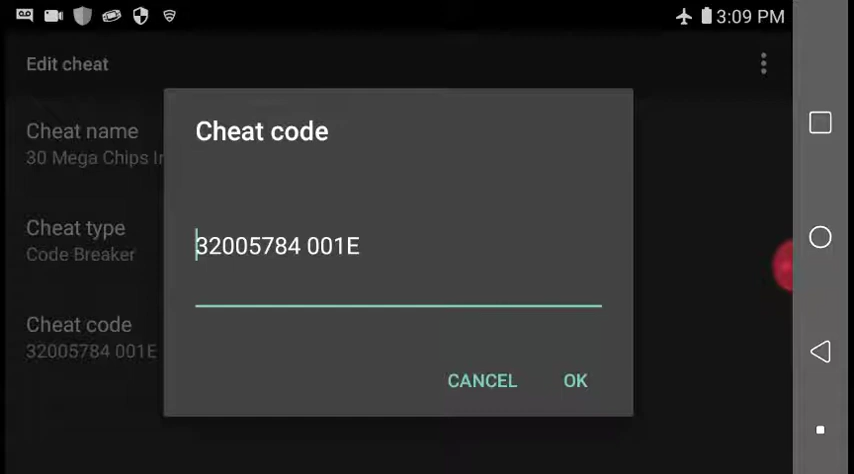 3:09 PM
Edit cheat
Cheat name
30 Mega Chips In
Cheat type
Code Breaker
Cheat code
32005784 001E
Cheat code
32005784 001E
CANCEL OK